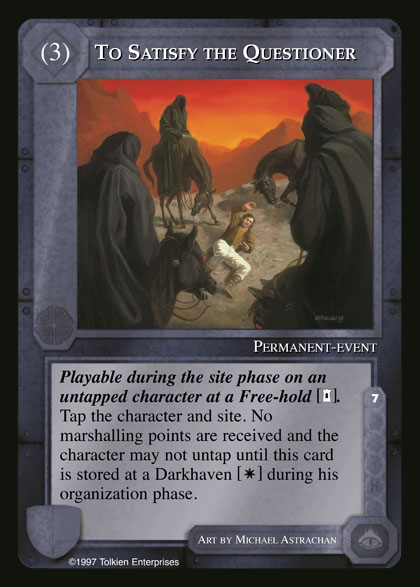 (3) TO SATISFY THE QUESTIONER
PERMANENT-EVENT
Playable during the site phase on an
untapped character at a Free-hold [].
Tap the character and site. No
marshalling points are received and the
character may not untap until this card
is stored at a Darkhaven [] during his
organization phase.
7
H
ART BY MICHAEL ASTRACHAN
©1997 Tolkien Enterprises